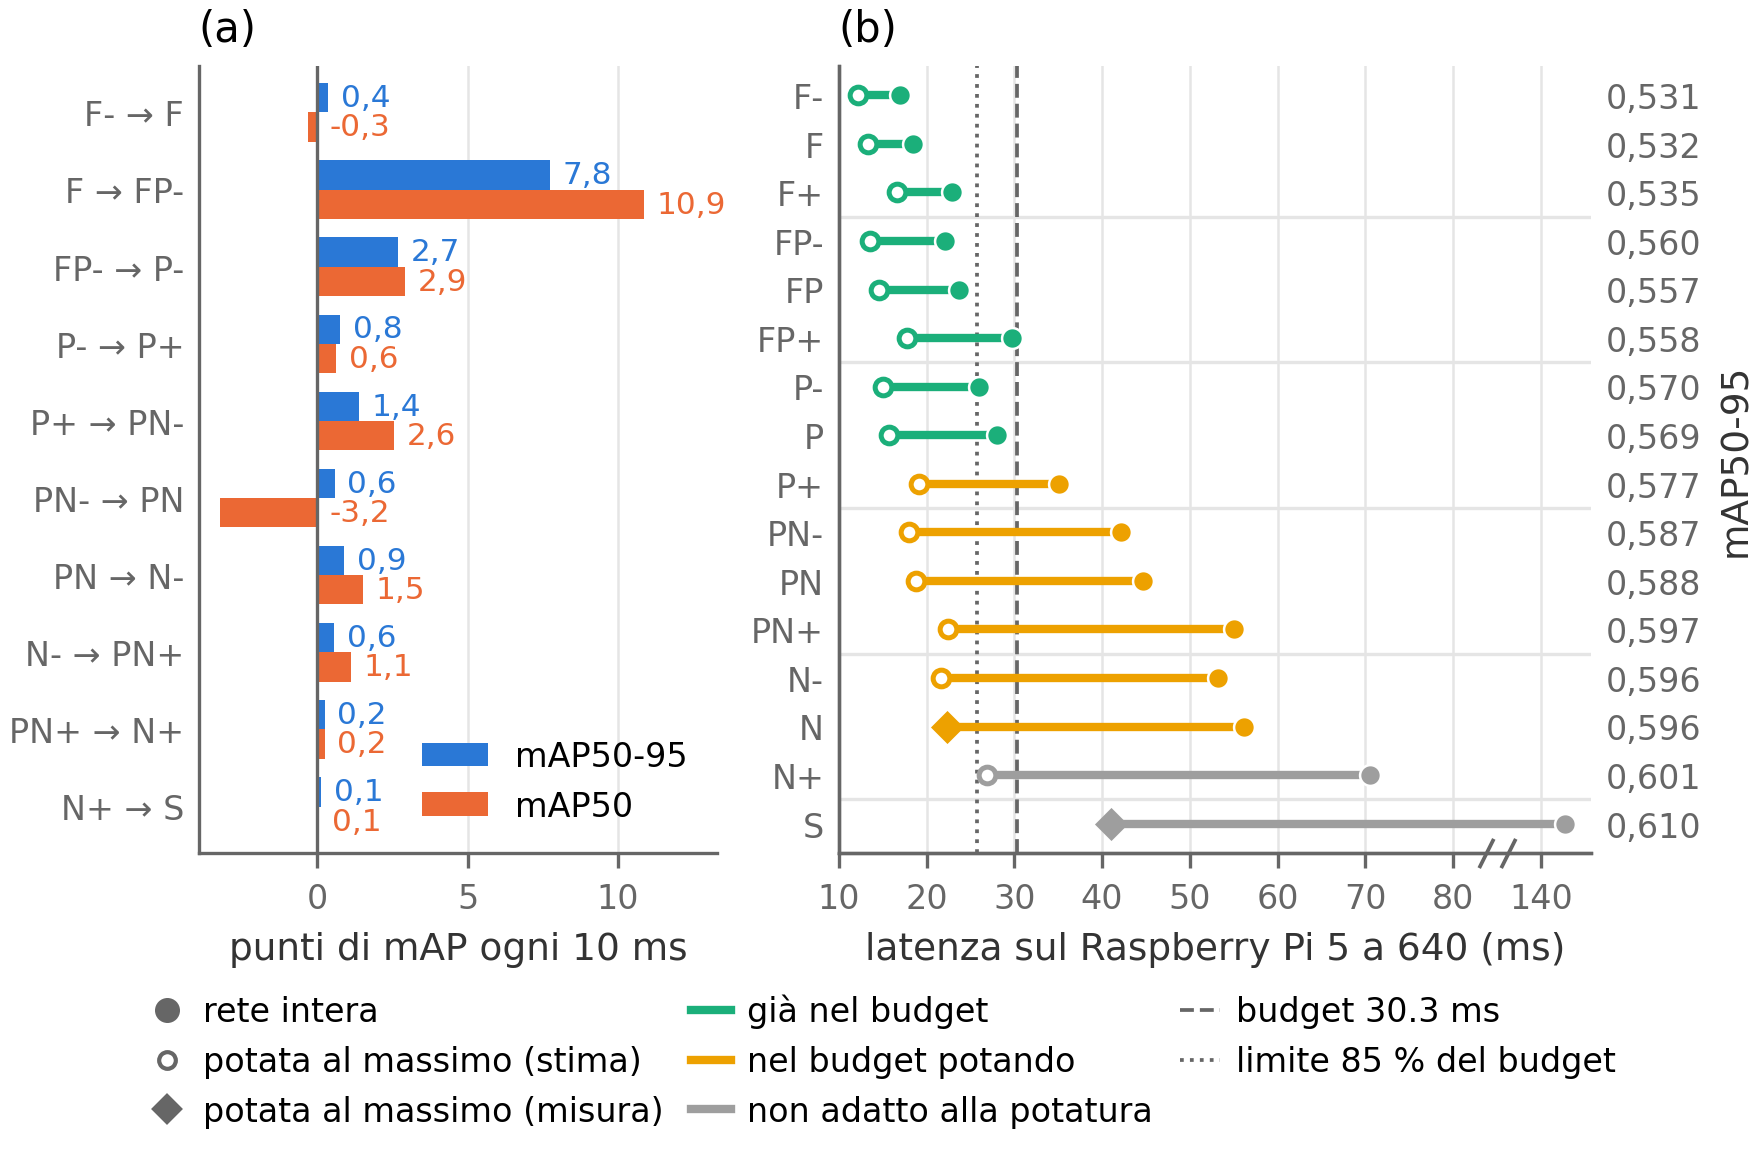 (a)
F- → F
0,4
-0,3
F → FP-
7,8
10,9
FP- → P-
2,7
2,9
P- → P+
0,8
0,6
P+ → PN-
1,4
2,6
PN- → PN
0,6
-3,2
PN → N-
0,9
1,5
N- → PN+
0,6
1,1
PN+ → N+
0,2
0,2
N+ → S
0,1
0,1
mAP50-95
mAP50
0 5 10
punti di mAP ogni 10 ms
(b)
F- 0,531
F 0,532
F+ 0,535
FP- 0,560
FP 0,557
FP+ 0,558
P- 0,570
P 0,569
P+ 0,577
PN- 0,587
PN 0,588
PN+ 0,597
N- 0,596
N 0,596
N+ 0,601
S 0,610
mAP50-95
10 20 30 40 50 60 70 80 140
latenza sul Raspberry Pi 5 a 640 (ms)
rete intera
potata al massimo (stima)
potata al massimo (misura)
già nel budget
nel budget potando
non adatto alla potatura
budget 30.3 ms
limite 85 % del budget